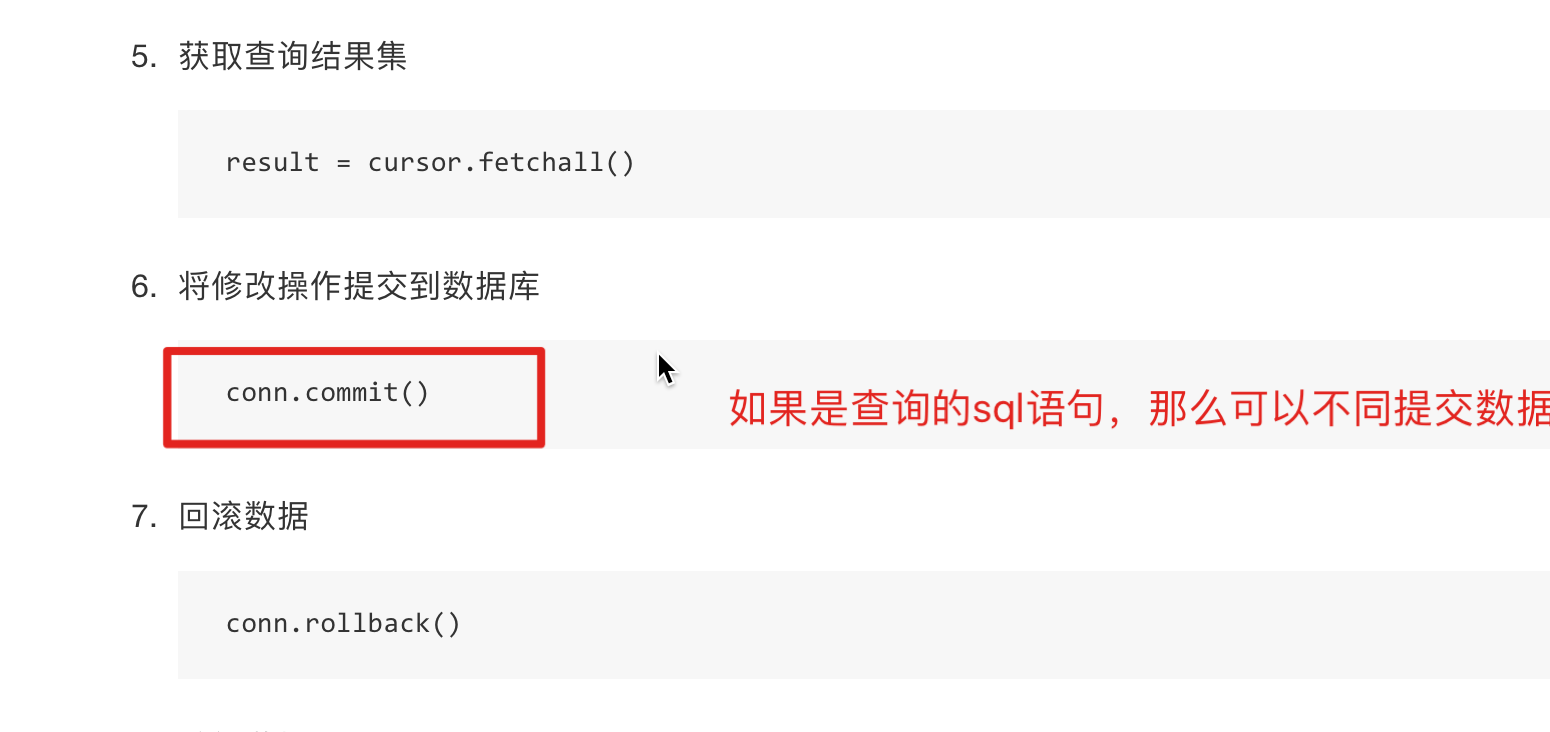 5. 获取查询结果集
result = cursor.fetchall()
6. 将修改操作提交到数据库
conn.commit()
如果是查询的sql语句，那么可以不同提交数据
7. 回滚数据
conn.rollback()